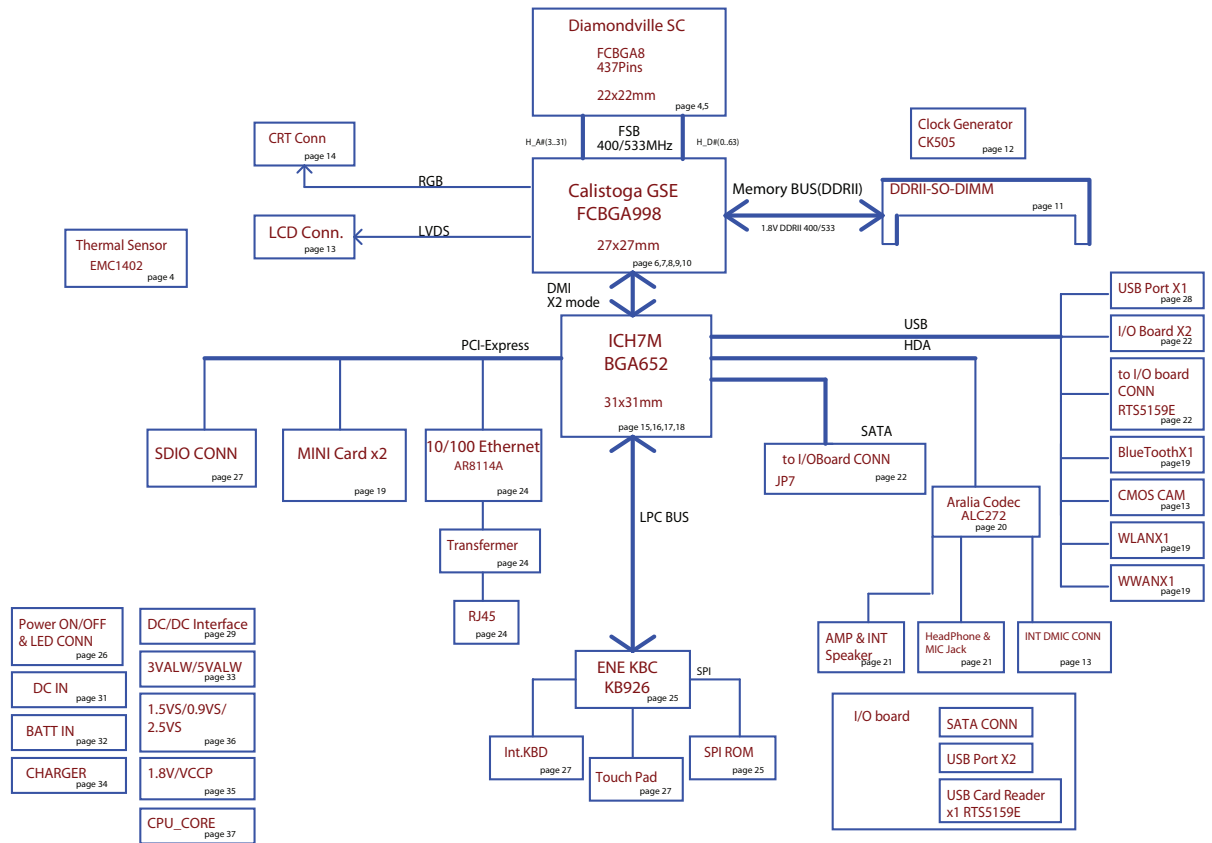 Diamondville SC
FCBGA8
437Pins
22x22mm
page 4,5
H_A#(3..31)
FSB
400/533MHz
H_D#(0..63)
Clock Generator
CK505
page 12
CRT Conn
page 14
RGB
Calistoga GSE
FCBGA998
27x27mm
page 6,7,8,9,10
Memory BUS(DDRII)
1.8V DDRII 400/533
DDRII-SO-DIMM
page 11
LCD Conn.
page 13
LVDS
Thermal Sensor
EMC1402
page 4
DMI
X2 mode
ICH7M
BGA652
31x31mm
page 15,16,17,18
PCI-Express
USB
HDA
SATA
USB Port X1
page 28
I/O Board X2
page 22
to I/O board
CONN
RTS5159E
page 22
BlueToothX1
page19
CMOS CAM
page13
WLANX1
page19
WWANX1
page19
SDIO CONN
page 27
MINI Card x2
page 19
10/100 Ethernet
AR8114A
page 24
to I/OBoard CONN
JP7
page 22
Aralia Codec
ALC272
page 20
LPC BUS
Transfermer
page 24
RJ45
page 24
AMP & INT
Speaker
page 21
HeadPhone &
MIC Jack
page 21
INT DMIC CONN
page 13
ENE KBC
KB926
page 25
SPI
Int.KBD
page 27
Touch Pad
page 27
SPI ROM
page 25
Power ON/OFF
& LED CONN
page 26
DC IN
page 31
BATT IN
page 32
CHARGER
page 34
DC/DC Interface
page 29
3VALW/5VALW
page 33
1.5VS/0.9VS/
2.5VS
page 36
1.8V/VCCP
page 35
CPU_CORE
page 37
I/O board
SATA CONN
USB Port X2
USB Card Reader
x1 RTS5159E